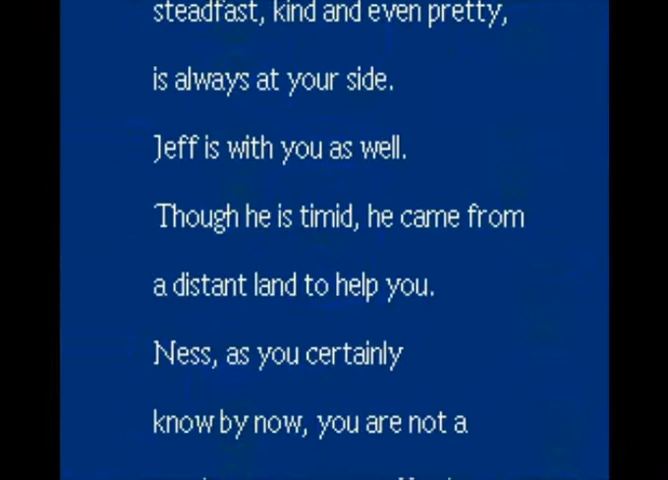 steadfast, kind and even pretty,
is always at your side.
Jeff is with you as well.
Though he is timid, he came from
a distant land to help you.
Ness, as you certainly
know by now, you are not a